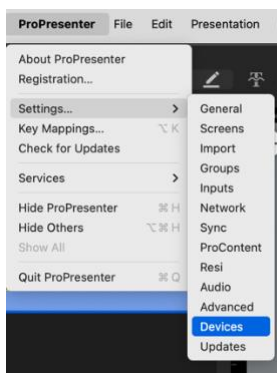 ProPresenter File Edit Presentation
About ProPresenter
Registration...
Settings... >
Key Mappings... ⌥ K
Check for Updates
Services >
Hide ProPresenter ⌘ H
Hide Others ⌥ ⌘ H
Show All
Quit ProPresenter ⌘ Q
General
Screens
Import
Groups
Inputs
Network
Sync
ProContent
Resi
Audio
Advanced
Devices
Updates